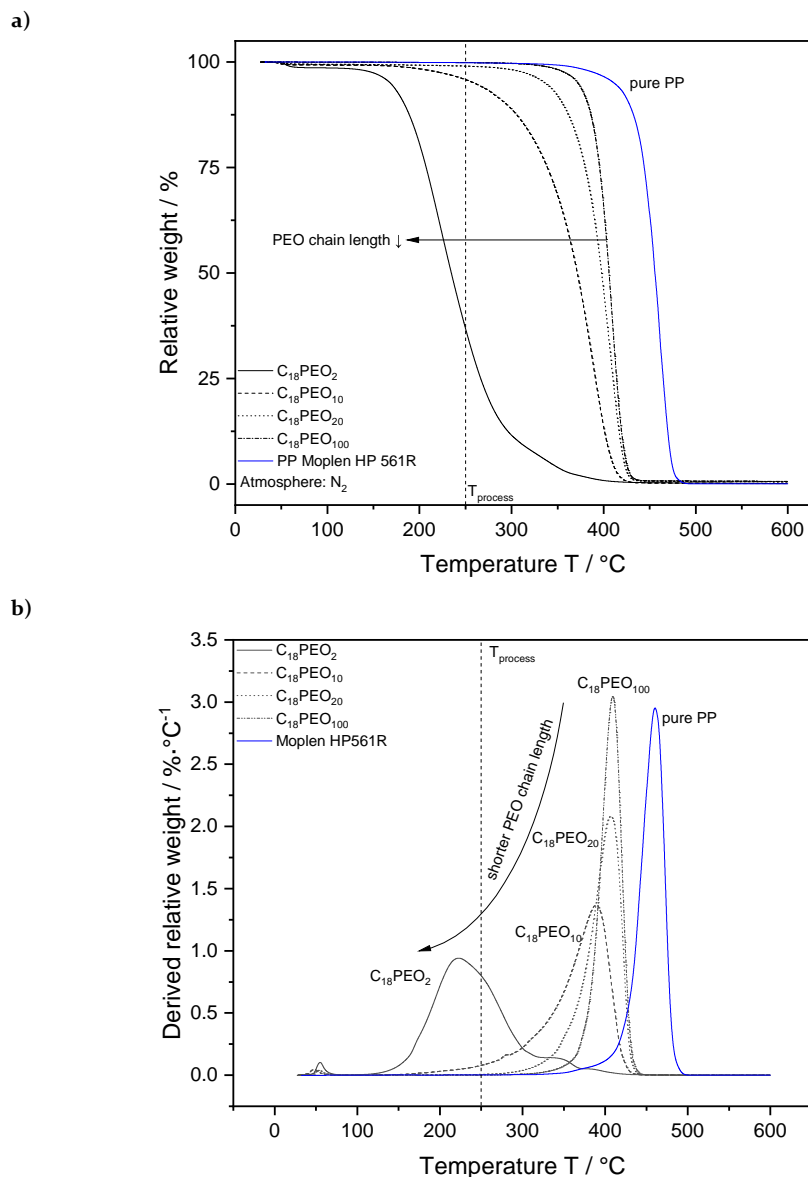 a)
100
75
50
25
0
Relative weight / %
pure PP
PEO chain length ↓
C₁₈PEO₂
C₁₈PEO₁₀
C₁₈PEO₂₀
C₁₈PEO₁₀₀
PP Moplen HP 561R
Atmosphere: N₂
T_process
0 100 200 300 400 500 600
Temperature T / °C
b)
3.5
3.0
2.5
2.0
1.5
1.0
0.5
0.0
Derived relative weight / %·°C⁻¹
C₁₈PEO₂
C₁₈PEO₁₀
C₁₈PEO₂₀
C₁₈PEO₁₀₀
Moplen HP561R
T_process
C₁₈PEO₁₀₀
pure PP
shorter PEO chain length
C₁₈PEO₂₀
C₁₈PEO₁₀
C₁₈PEO₂
0 100 200 300 400 500 600
Temperature T / °C